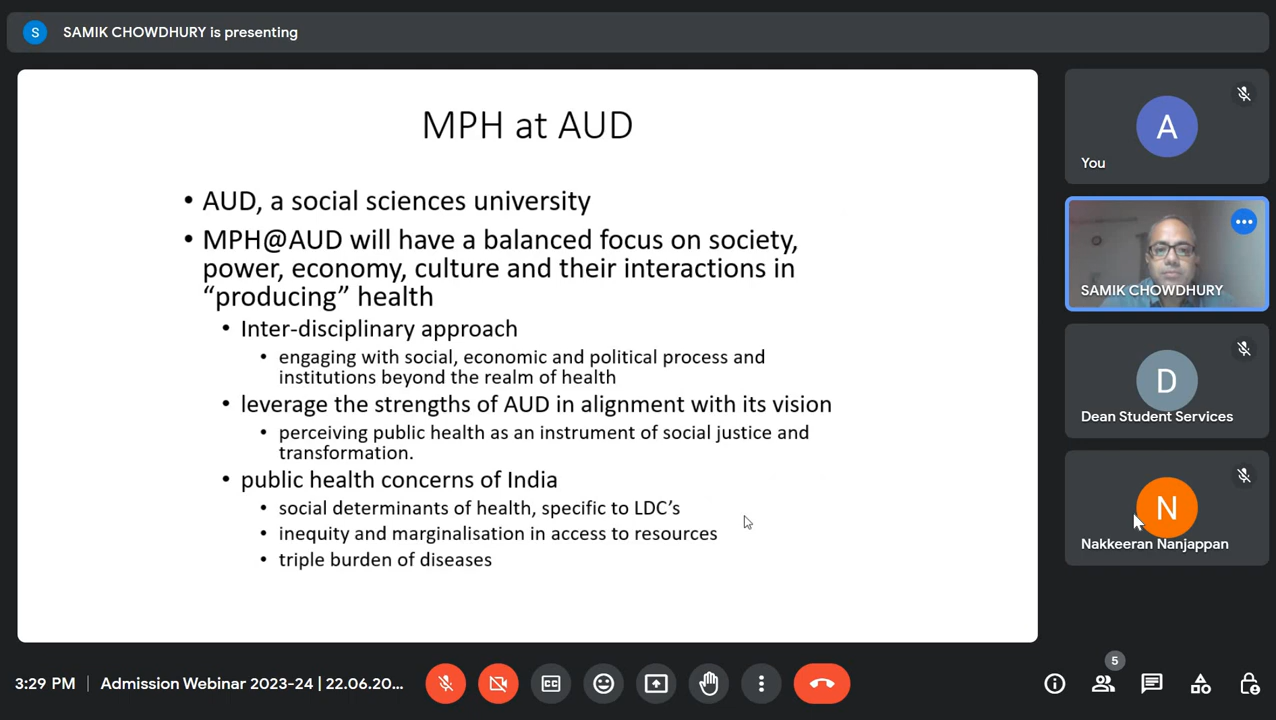 S
SAMIK CHOWDHURY is presenting
MPH at AUD
• AUD, a social sciences university
• MPH@AUD will have a balanced focus on society,
power, economy, culture and their interactions in
“producing” health
• Inter-disciplinary approach
• engaging with social, economic and political process and
institutions beyond the realm of health
• leverage the strengths of AUD in alignment with its vision
• perceiving public health as an instrument of social justice and
transformation.
• public health concerns of India
• social determinants of health, specific to LDC’s
• inequity and marginalisation in access to resources
• triple burden of diseases
A
You
SAMIK CHOWDHURY
D
Dean Student Services
N
Nakkeeran Nanjappan
3:29 PM | Admission Webinar 2023-24 | 22.06.20...
CC
5